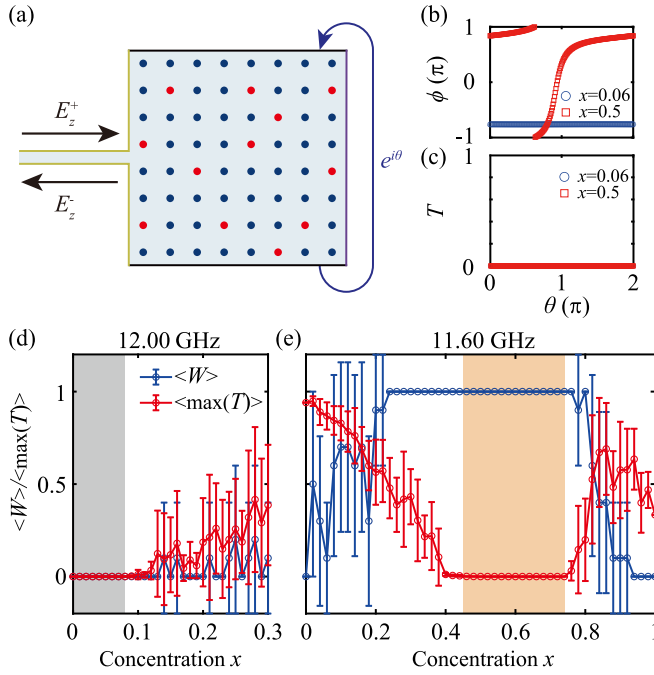 (a)
E_z^+
E_z^-
e^{iθ}
(b)
ϕ (π)
1
0
-1
x=0.06
x=0.5
(c)
T
1
0
x=0.06
x=0.5
0 1 2
θ (π)
(d) 12.00 GHz
<W>/<max(T)>
1
0.5
0
<W>
<max(T)>
0 0.1 0.2 0.3
Concentration x
(e) 11.60 GHz
0 0.2 0.4 0.6 0.8 1
Concentration x